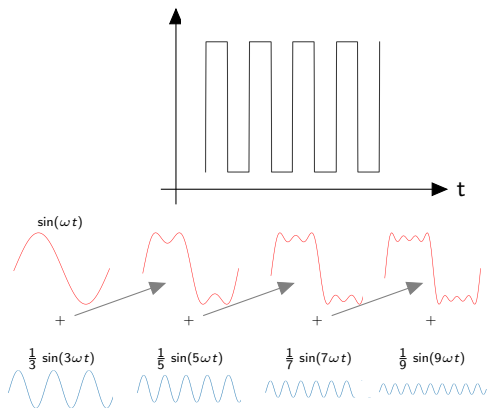 t
sin(ωt)
+ + + +
1/3 sin(3ωt) 1/5 sin(5ωt) 1/7 sin(7ωt) 1/9 sin(9ωt)